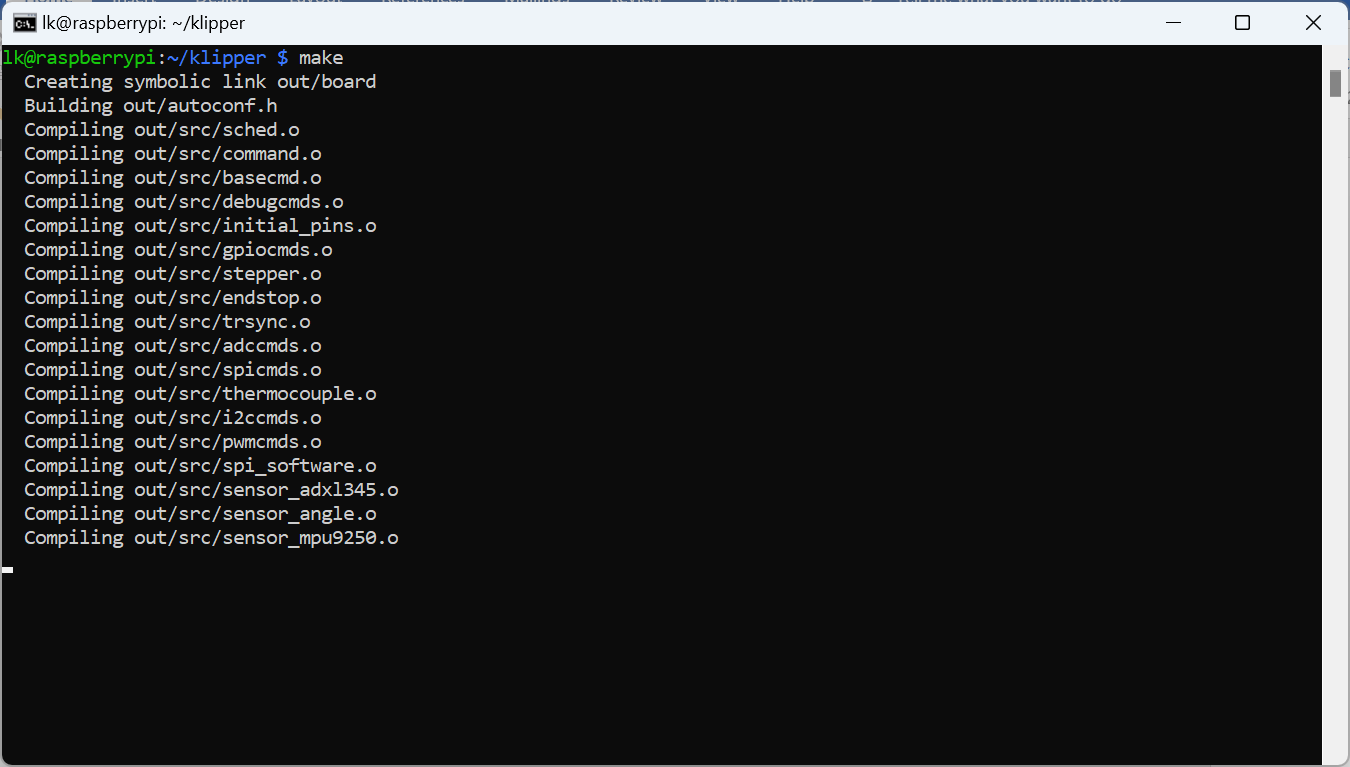 lk@raspberrypi: ~/klipper
lk@raspberrypi:~/klipper $ make
Creating symbolic link out/board
Building out/autoconf.h
Compiling out/src/sched.o
Compiling out/src/command.o
Compiling out/src/basecmd.o
Compiling out/src/debugcmds.o
Compiling out/src/initial_pins.o
Compiling out/src/gpiocmds.o
Compiling out/src/stepper.o
Compiling out/src/endstop.o
Compiling out/src/trsync.o
Compiling out/src/adccmds.o
Compiling out/src/spicmds.o
Compiling out/src/thermocouple.o
Compiling out/src/i2ccmds.o
Compiling out/src/pwmcmds.o
Compiling out/src/spi_software.o
Compiling out/src/sensor_adxl345.o
Compiling out/src/sensor_angle.o
Compiling out/src/sensor_mpu9250.o